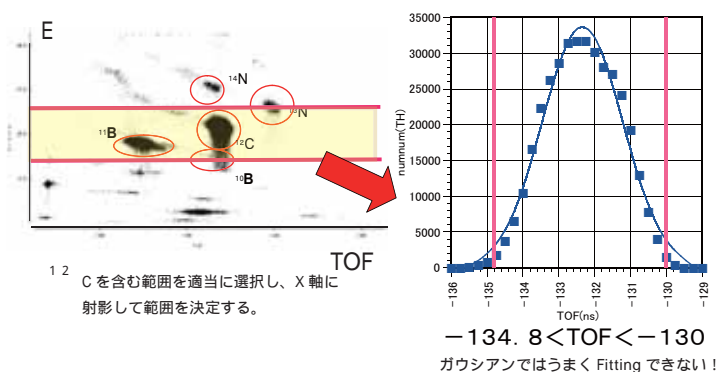 E
¹⁴N
¹¹B
¹²C
¹⁰B
TOF
¹² Cを含む範囲を適当に選択し、X軸に
射影して範囲を決定する。
35000
30000
25000
20000
15000
10000
5000
0
nummum(TH)
-136
-135
-134
-133
-132
-131
-130
-129
TOF(ns)
－134. 8＜TOF＜－130
ガウシアンではうまく Fitting できない！